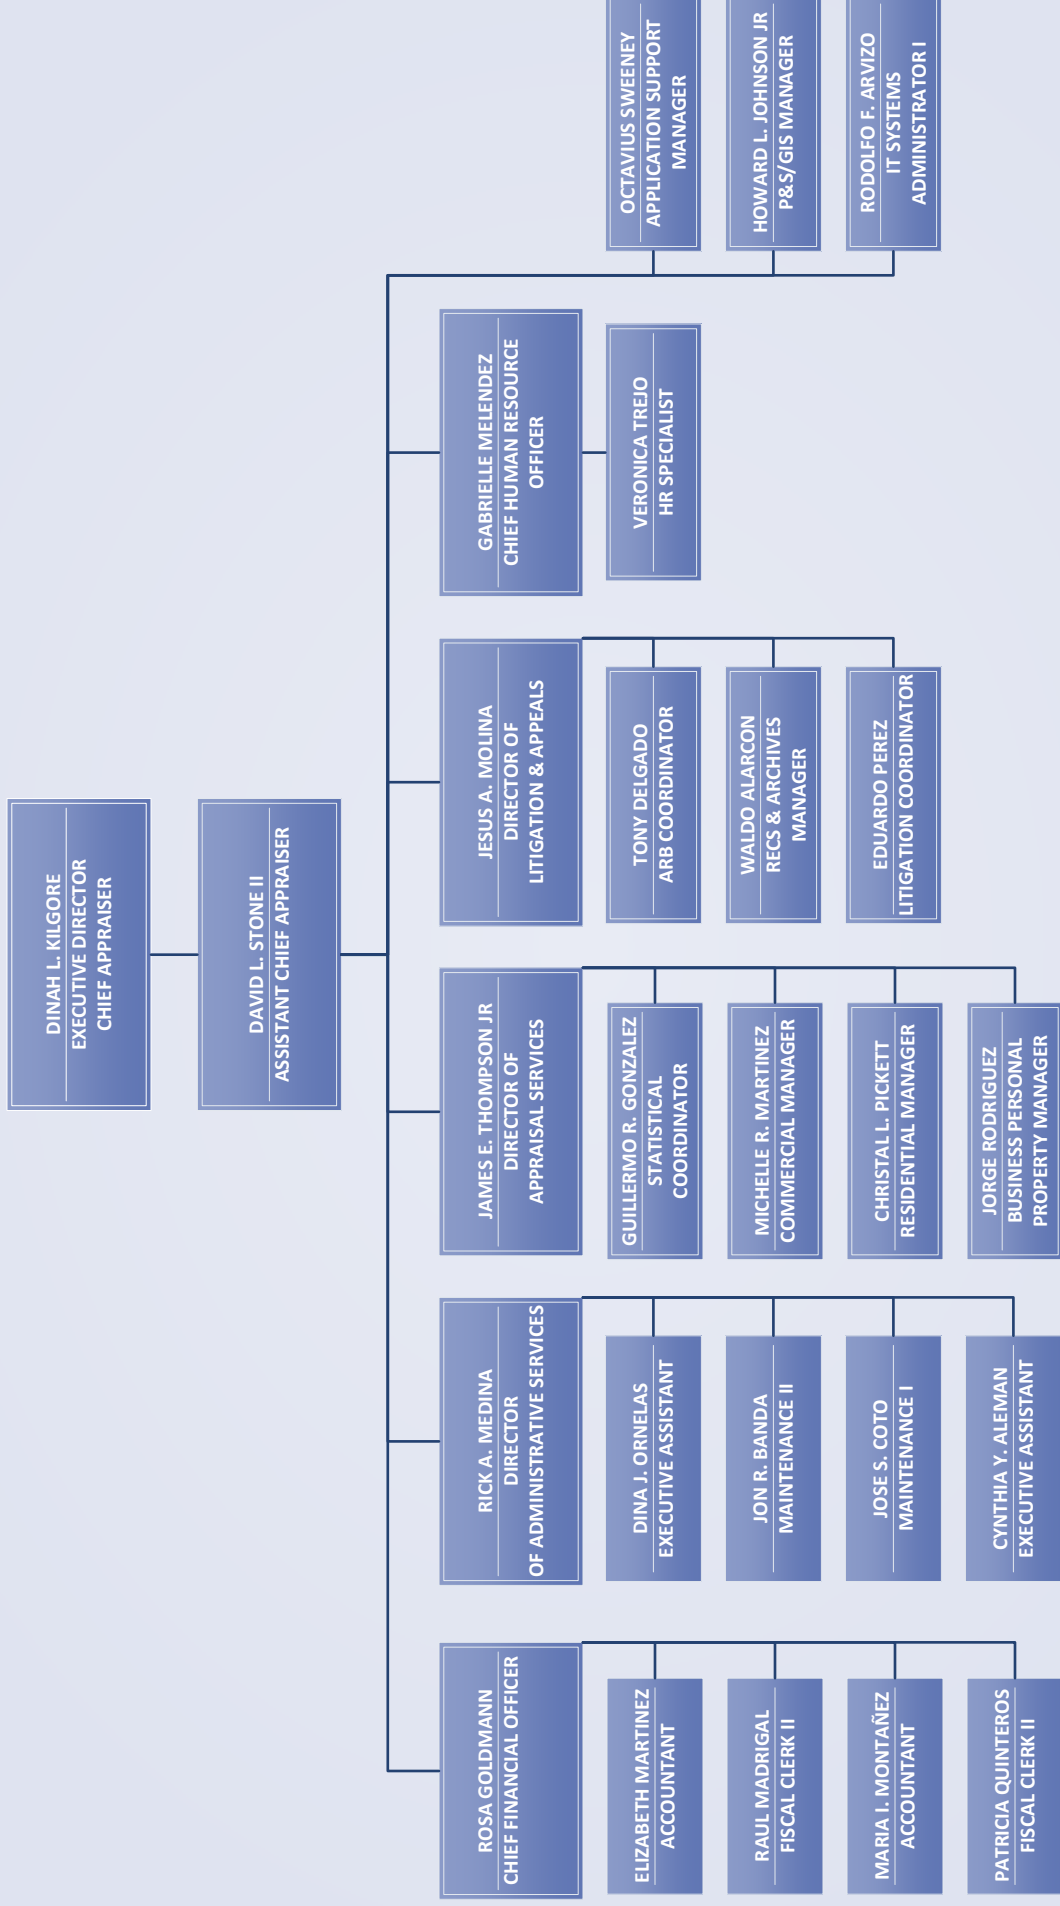 DINAH L. KILGORE
EXECUTIVE DIRECTOR
CHIEF APPRAISER
DAVID L. STONE II
ASSISTANT CHIEF APPRAISER
ROSA GOLDMANN
CHIEF FINANCIAL OFFICER
ELIZABETH MARTINEZ
ACCOUNTANT
RAUL MADRIGAL
FISCAL CLERK II
MARIA I. MONTAÑEZ
ACCOUNTANT
PATRICIA QUINTEROS
FISCAL CLERK II
RICK A. MEDINA
DIRECTOR
OF ADMINISTRATIVE SERVICES
DINA J. ORNELAS
EXECUTIVE ASSISTANT
JON R. BANDA
MAINTENANCE II
JOSE S. COTO
MAINTENANCE I
CYNTHIA Y. ALEMAN
EXECUTIVE ASSISTANT
JAMES E. THOMPSON JR
DIRECTOR OF
APPRAISAL SERVICES
GUILLERMO R. GONZALEZ
STATISTICAL
COORDINATOR
MICHELLE R. MARTINEZ
COMMERCIAL MANAGER
CHRISTAL L. PICKETT
RESIDENTIAL MANAGER
JORGE RODRIGUEZ
BUSINESS PERSONAL
PROPERTY MANAGER
JESUS A. MOLINA
DIRECTOR OF
LITIGATION & APPEALS
TONY DELGADO
ARB COORDINATOR
WALDO ALARCON
RECS & ARCHIVES
MANAGER
EDUARDO PEREZ
LITIGATION COORDINATOR
GABRIELLE MELENDEZ
CHIEF HUMAN RESOURCE
OFFICER
VERONICA TREJO
HR SPECIALIST
OCTAVIUS SWEENEY
APPLICATION SUPPORT
MANAGER
HOWARD L. JOHNSON JR
P&S/GIS MANAGER
RODOLFO F. ARVIZO
IT SYSTEMS
ADMINISTRATOR I